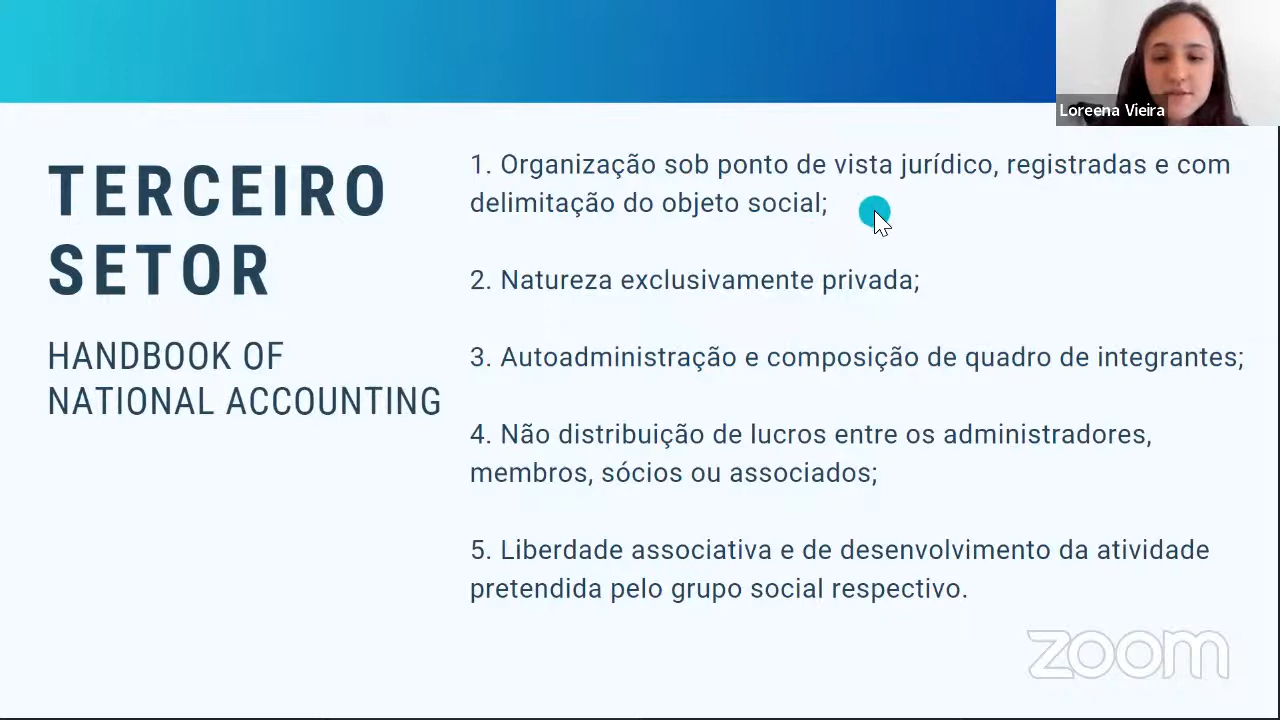 Loreena Vieira
TERCEIRO
SETOR
HANDBOOK OF
NATIONAL ACCOUNTING
1. Organização sob ponto de vista jurídico, registradas e com
delimitação do objeto social;
2. Natureza exclusivamente privada;
3. Autoadministração e composição de quadro de integrantes;
4. Não distribuição de lucros entre os administradores,
membros, sócios ou associados;
5. Liberdade associativa e de desenvolvimento da atividade
pretendida pelo grupo social respectivo.
zoom